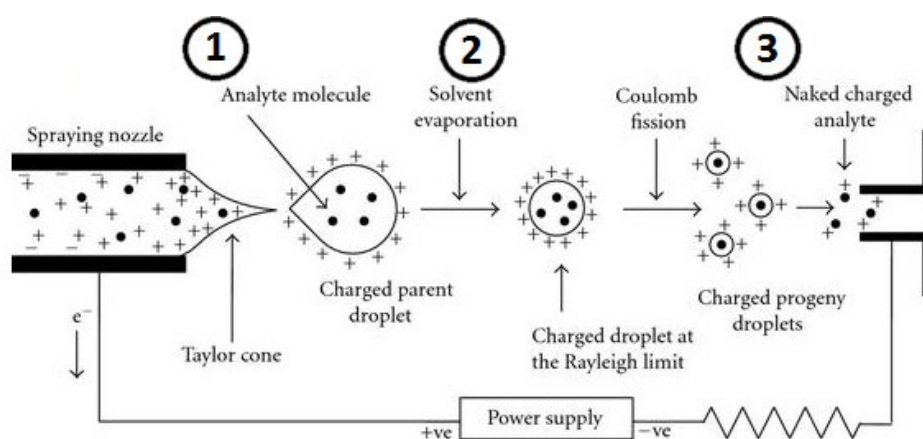 1
2
3
Analyte molecule
Solvent
evaporation
Coulomb
fission
Naked charged
analyte
Spraying nozzle
Charged parent
droplet
Charged progeny
droplets
e−
Taylor cone
Charged droplet at
the Rayleigh limit
+ve
Power supply
−ve